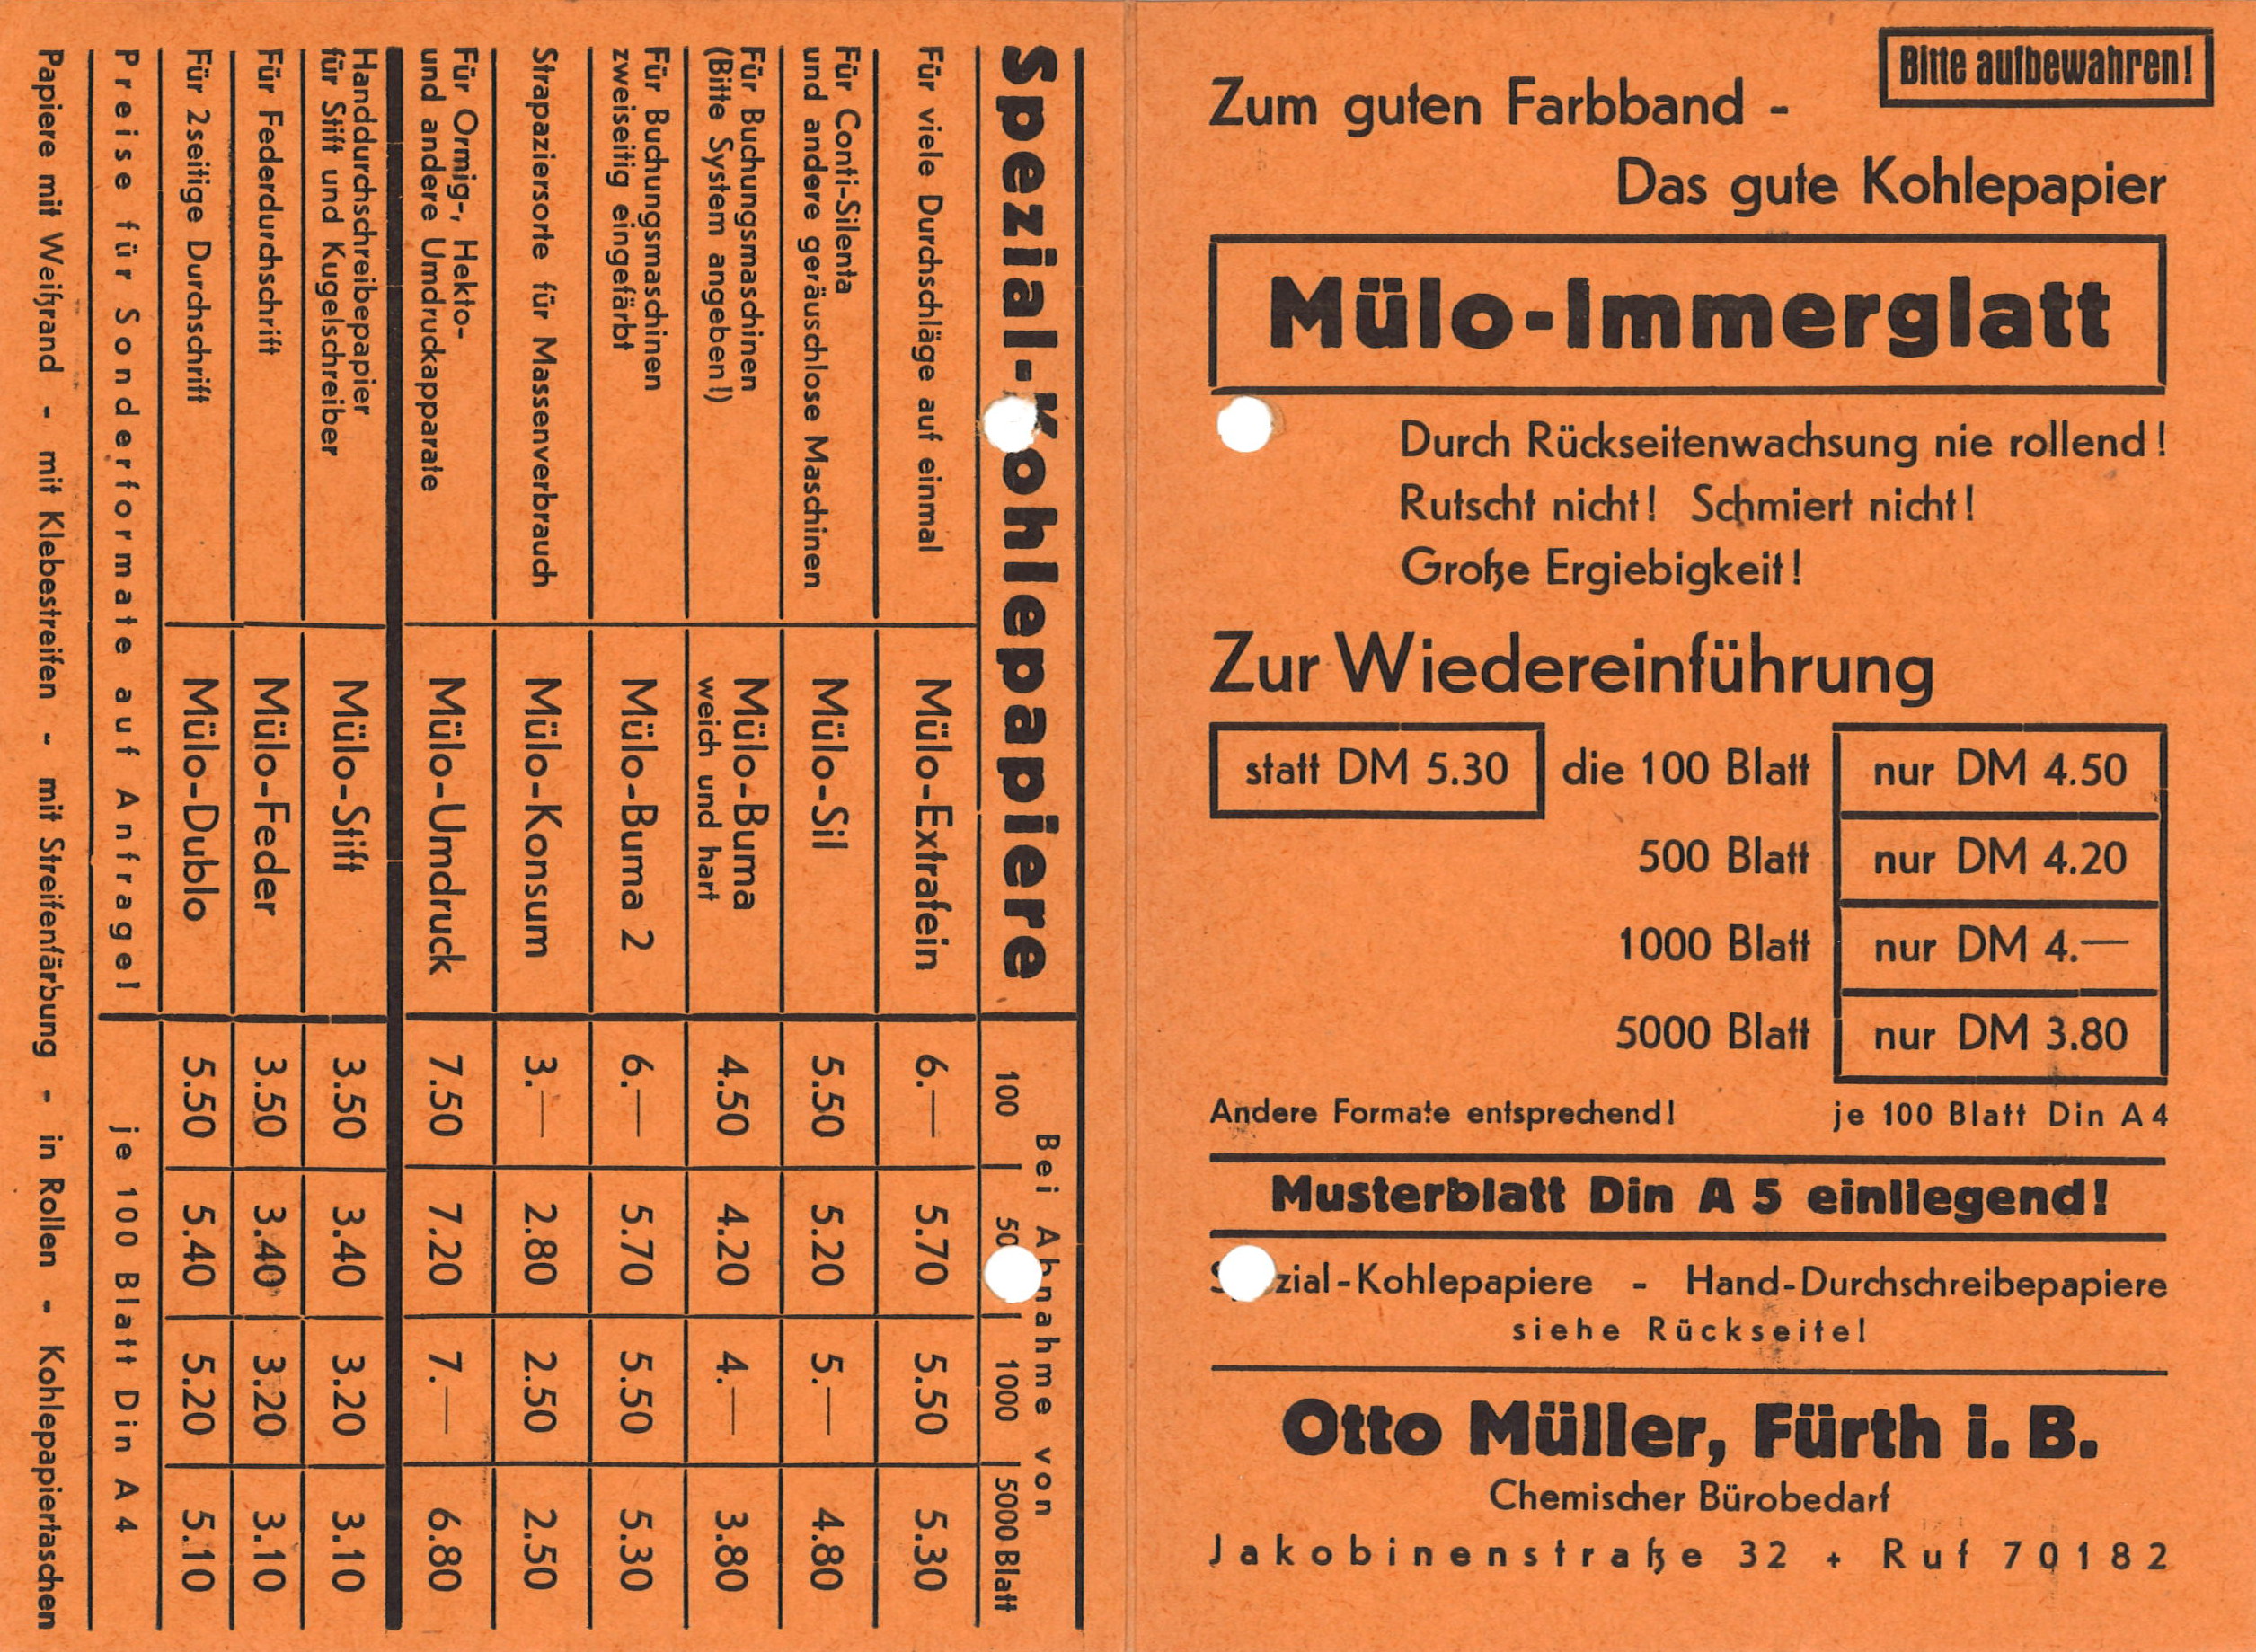 Bitte aufbewahren!
Zum guten Farbband -
Das gute Kohlepapier
Mülo-Immerglatt
Durch Rückseitenwachsung nie rollend!
Rutscht nicht! Schmiert nicht!
Große Ergiebigkeit!
Zur Wiedereinführung
statt DM 5.30 die 100 Blatt nur DM 4.50
500 Blatt nur DM 4.20
1000 Blatt nur DM 4.—
5000 Blatt nur DM 3.80
Andere Formate entsprechend! je 100 Blatt Din A 4
Musterblatt Din A 5 einliegend!
zial-Kohlepapiere - Hand-Durchschreibepapiere
siehe Rückseite!
Otto Müller, Fürth i. B.
Chemischer Bürobedarf
Jakobinenstraße 32 + Ruf 70182
Spezial-Kohlepapiere
Bei Abnahme von
100 50 1000 5000 Blatt
Für viele Durchschläge auf einmal Mülo-Extrafein 6.— 5.70 5.50 5.30
Für Conti-Silenta
und andere geräuschlose Maschinen Mülo-Sil 5.50 5.20 5.— 4.80
Für Buchungsmaschinen Mülo-Buma 4.50 4.20 4.— 3.80
(Bitte System angeben!) weich und hart
Für Buchungsmaschinen
zweiseitig eingefärbt Mülo-Buma 2 6.— 5.70 5.50 5.30
Strapaziersorte für Massenverbrauch Mülo-Konsum 3.— 2.80 2.50 2.50
Für Ormig-, Hekto-
und andere Umdruckapparate Mülo-Umdruck 7.50 7.20 7.— 6.80
Handdurchschreibepapier
für Stift und Kugelschreiber Mülo-Stift 3.50 3.40 3.20 3.10
Für Federdurchschrift Mülo-Feder 3.50 3.40 3.20 3.10
Für 2seitige Durchschrift Mülo-Dublo 5.50 5.40 5.20 5.10
Preise für Sonderformate auf Anfrage! je 100 Blatt Din A 4
Papiere mit Weißrand - mit Klebestreifen - mit Streifenfärbung - in Rollen - Kohlepapiertaschen